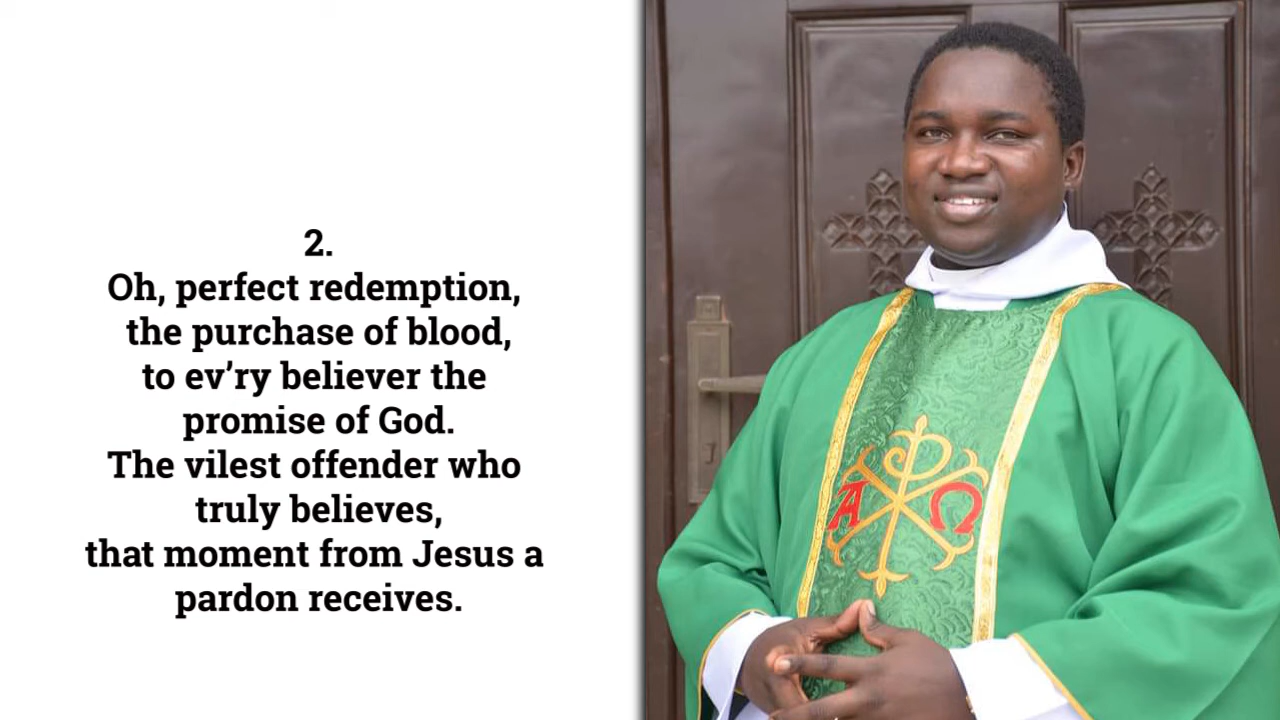 2.
Oh, perfect redemption,
the purchase of blood,
to ev’ry believer the
promise of God.
The vilest offender who
truly believes,
that moment from Jesus a
pardon receives.
Α Ω